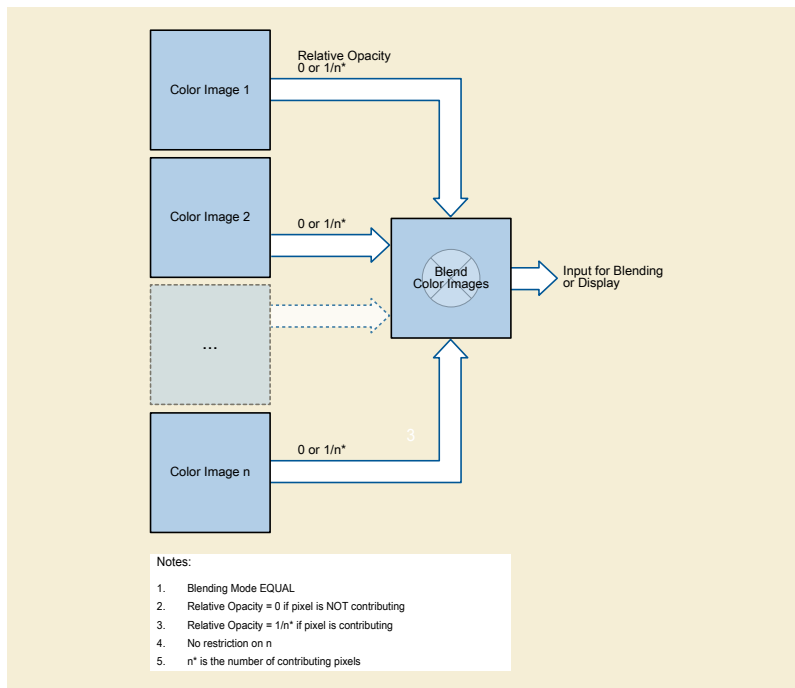 Color Image 1
Relative Opacity
0 or 1/n*
Color Image 2
0 or 1/n*
Blend
Color Images
Input for Blending
or Display
...
3
0 or 1/n*
Color Image n
Notes:
1. Blending Mode EQUAL
2. Relative Opacity = 0 if pixel is NOT contributing
3. Relative Opacity = 1/n* if pixel is contributing
4. No restriction on n
5. n* is the number of contributing pixels